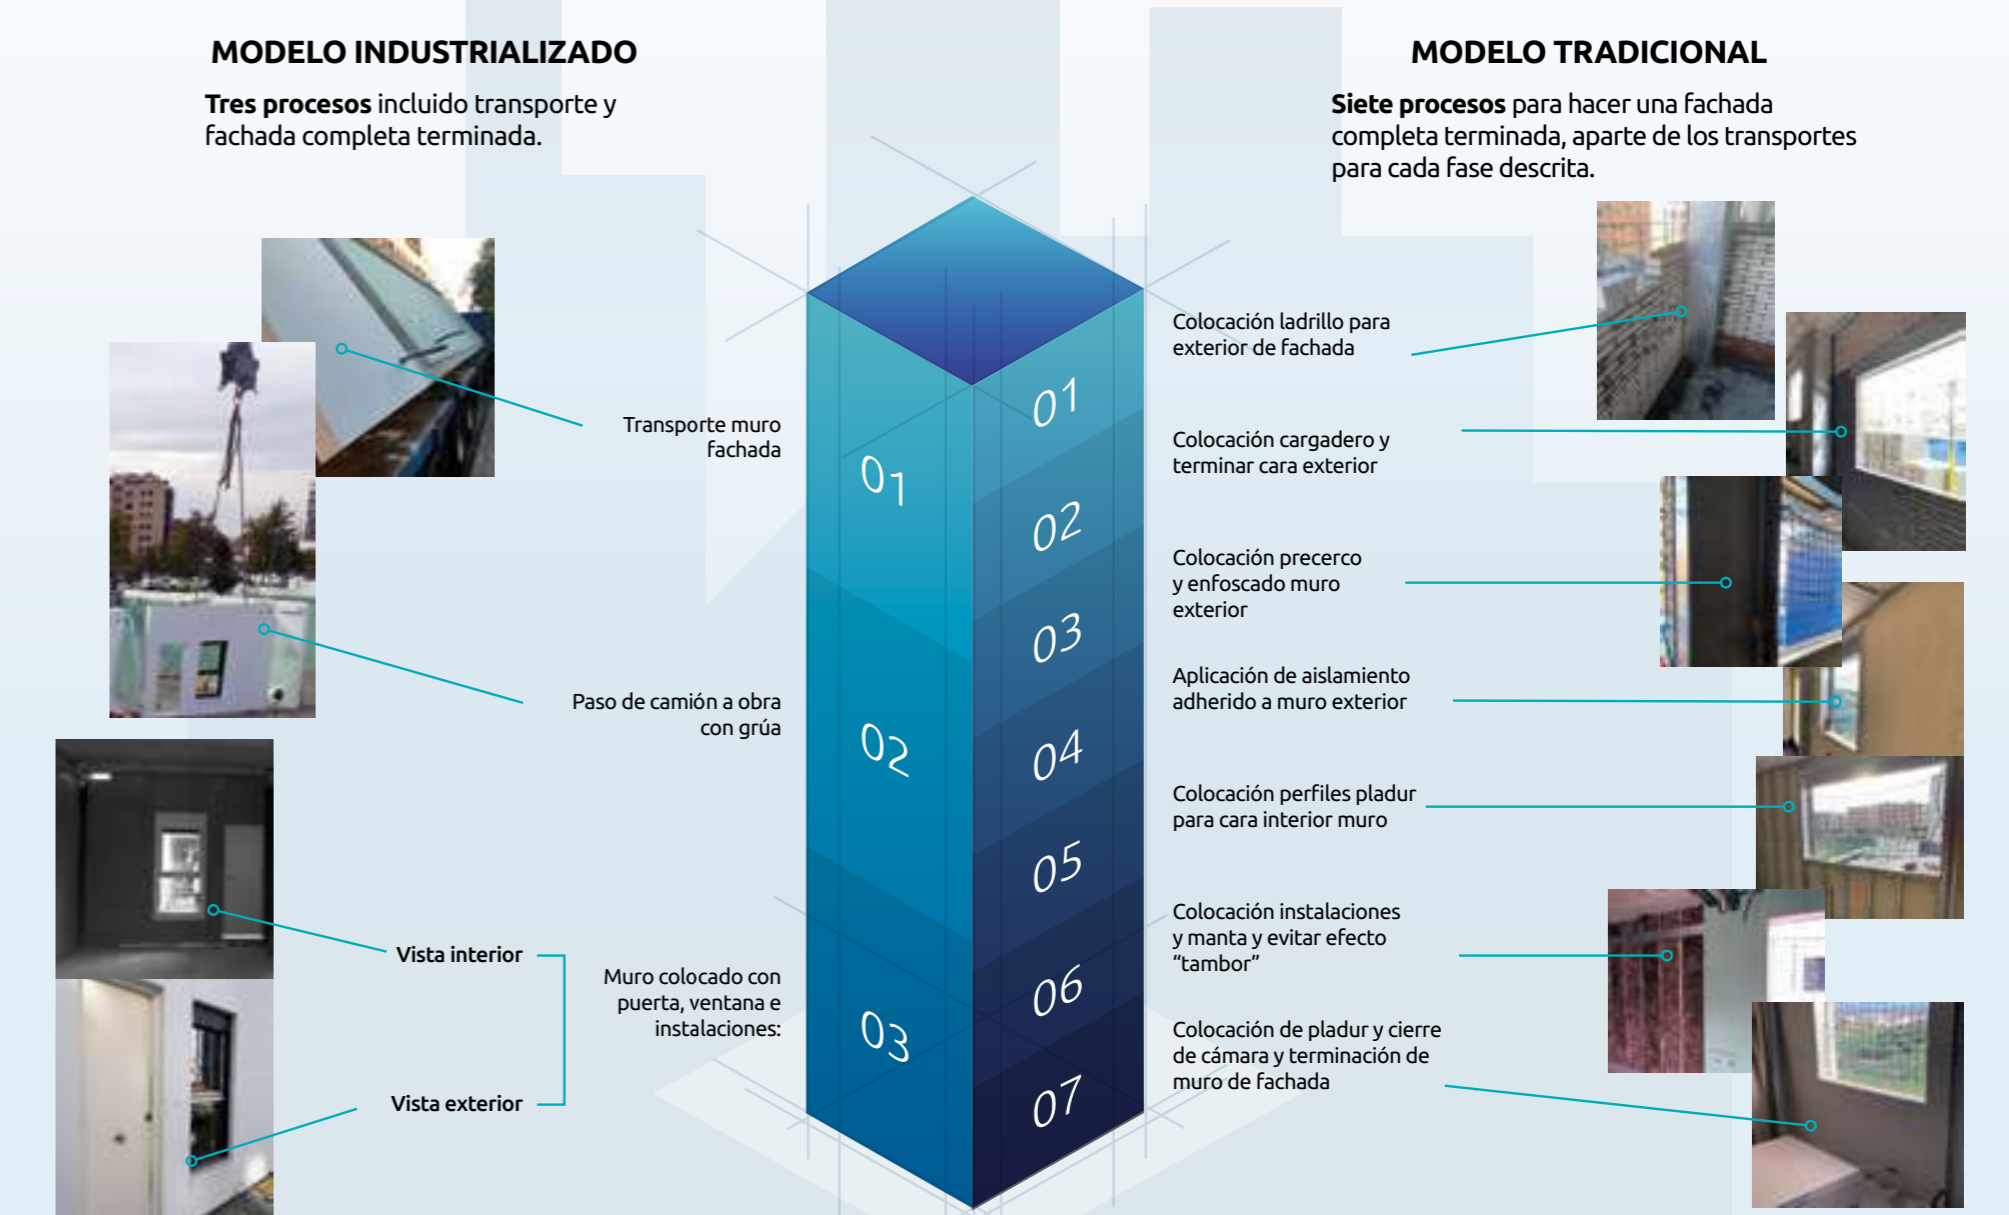 MODELO INDUSTRIALIZADO
Tres procesos incluido transporte y
fachada completa terminada.
Transporte muro
fachada
Paso de camión a obra
con grúa
Vista interior
Muro colocado con
puerta, ventana e
instalaciones:
Vista exterior
01
02
03
MODELO TRADICIONAL
Siete procesos para hacer una fachada
completa terminada, aparte de los transportes
para cada fase descrita.
01
02
03
04
05
06
07
Colocación ladrillo para
exterior de fachada
Colocación cargadero y
terminar cara exterior
Colocación precerco
y enfoscado muro
exterior
Aplicación de aislamiento
adherido a muro exterior
Colocación perfiles pladur
para cara interior muro
Colocación instalaciones
y manta y evitar efecto
“tambor”
Colocación de pladur y cierre
de cámara y terminación de
muro de fachada